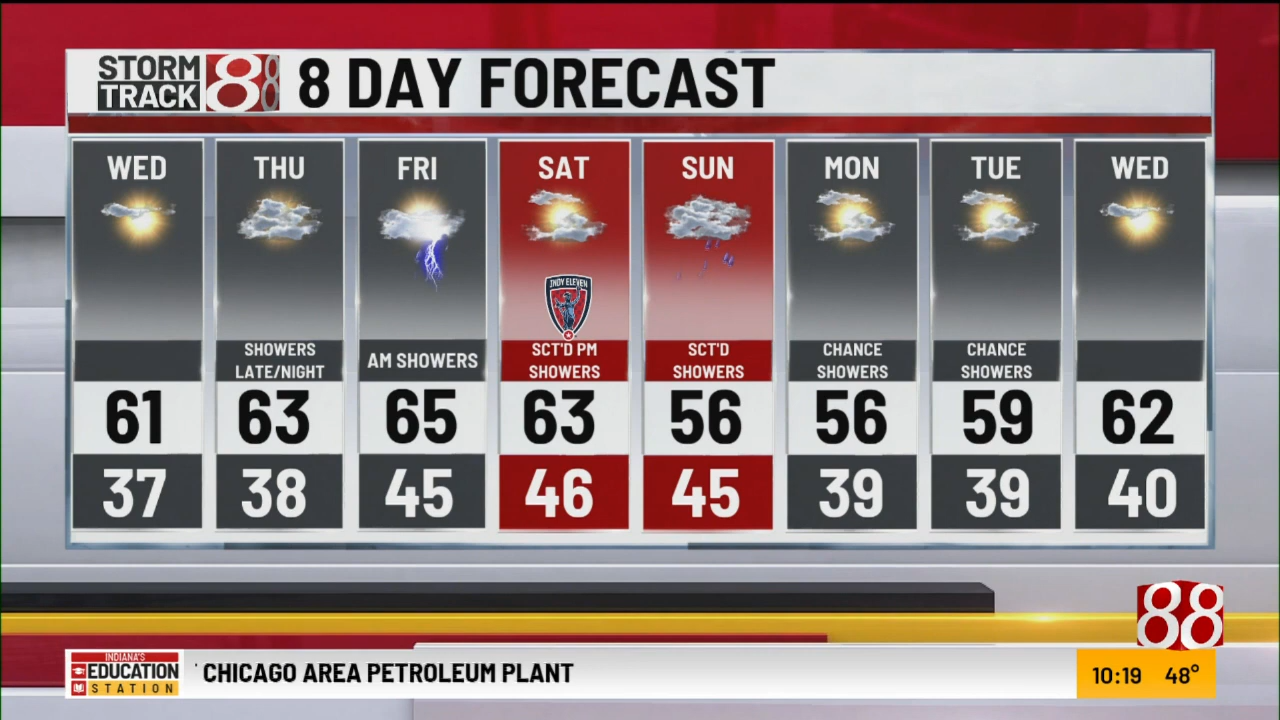 STORM
TRACK
8
8 DAY FORECAST
WED
THU
FRI
SAT
SUN
MON
TUE
WED
INDY ELEVEN
SHOWERS
LATE/NIGHT
AM SHOWERS
SCT'D PM
SHOWERS
SCT'D
SHOWERS
CHANCE
SHOWERS
CHANCE
SHOWERS
61
63
65
63
56
56
59
62
37
38
45
46
45
39
39
40
88
INDIANA'S
EDUCATION
STATION
' CHICAGO AREA PETROLEUM PLANT
10:19 48°